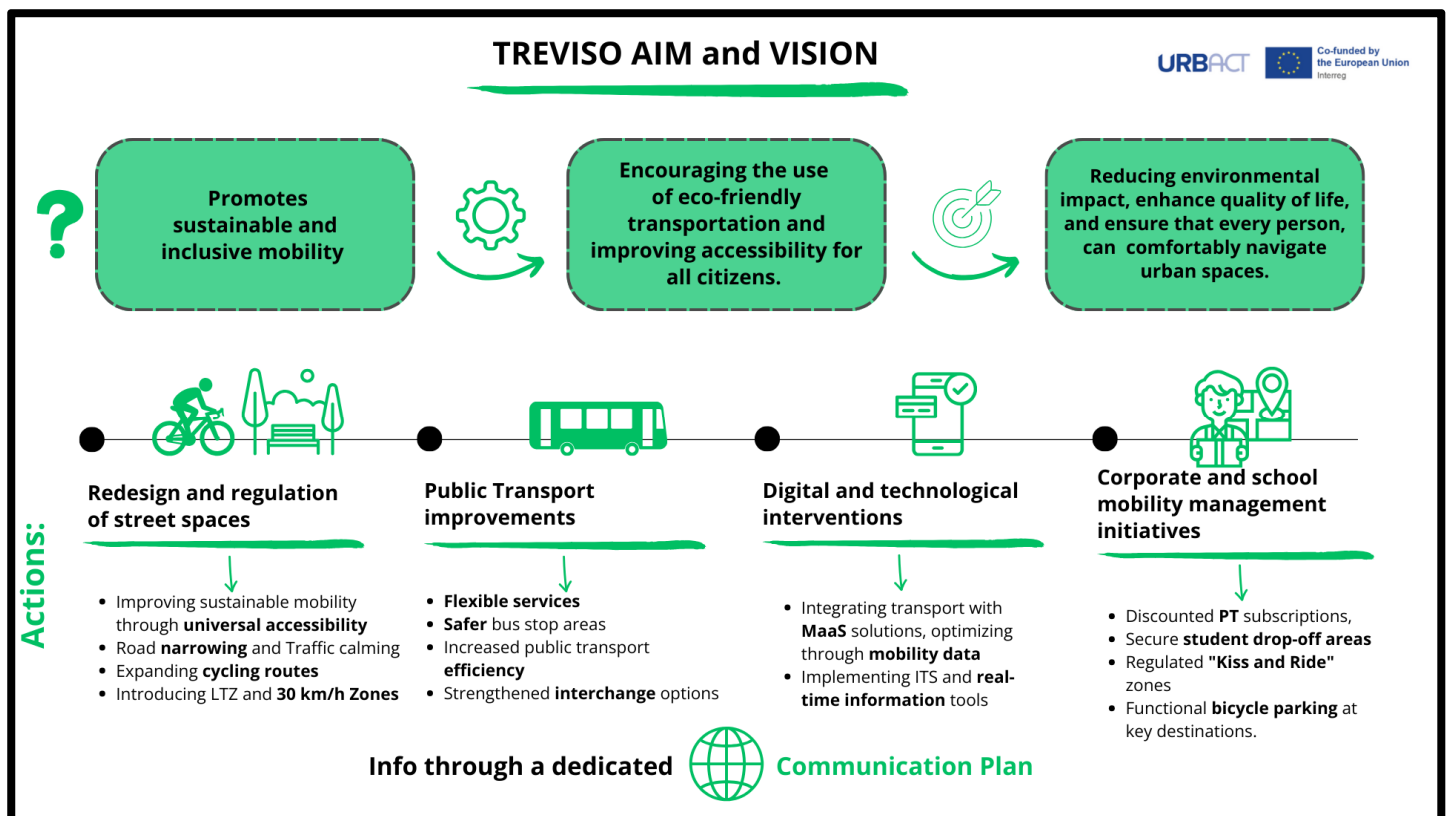 TREVISO AIM and VISION
URBACT
Co-funded by
the European Union
Interreg
?
Promotes
sustainable and
inclusive mobility
Encouraging the use
of eco-friendly
transportation and
improving accessibility for
all citizens.
Reducing environmental
impact, enhance quality of life,
and ensure that every person,
can comfortably navigate
urban spaces.
Actions:
Redesign and regulation
of street spaces
• Improving sustainable mobility
through universal accessibility
• Road narrowing and Traffic calming
• Expanding cycling routes
• Introducing LTZ and 30 km/h Zones
Public Transport
improvements
• Flexible services
• Safer bus stop areas
• Increased public transport
efficiency
• Strengthened interchange options
Digital and technological
interventions
• Integrating transport with
MaaS solutions, optimizing
through mobility data
• Implementing ITS and real-
time information tools
Corporate and school
mobility management
initiatives
• Discounted PT subscriptions,
• Secure student drop-off areas
• Regulated "Kiss and Ride"
zones
• Functional bicycle parking at
key destinations.
Info through a dedicated Communication Plan